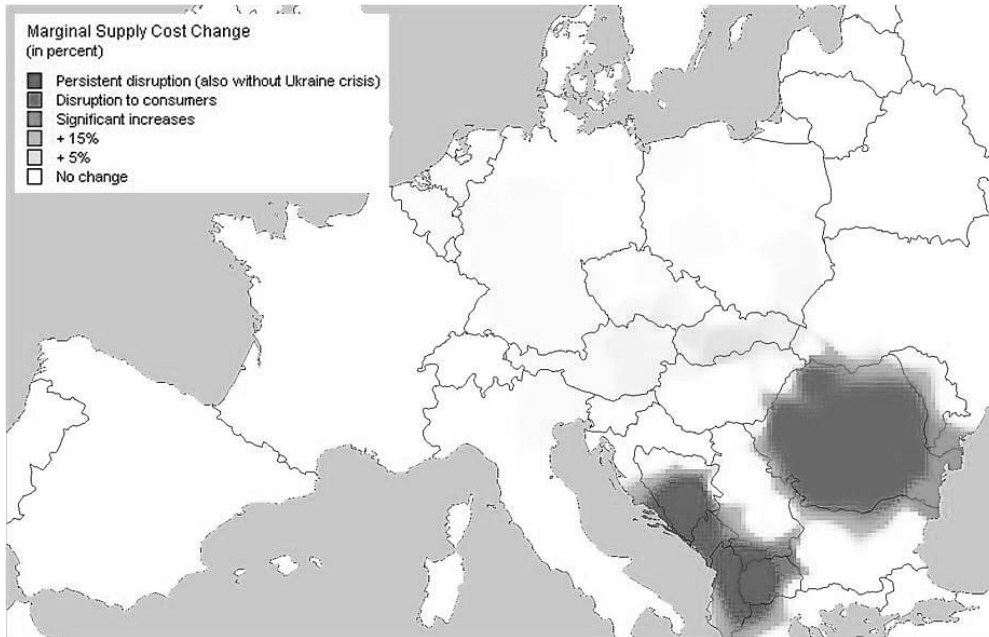 Marginal Supply Cost Change
(in percent)
Persistent disruption (also without Ukraine crisis)
Disruption to consumers
Significant increases
+ 15%
+ 5%
No change